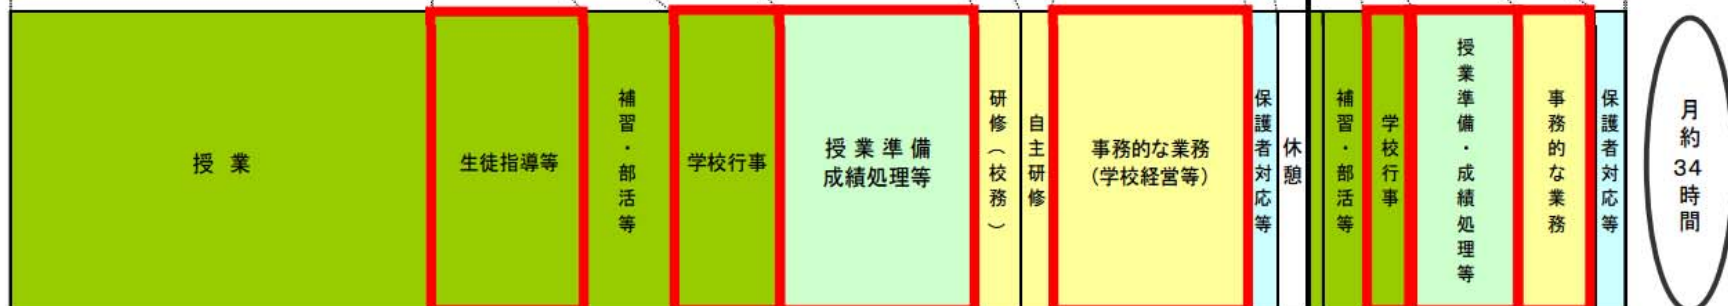 授 業
生徒指導等
補習・部活等
学校行事
授 業 準 備
成績処理等
研修（校務）
自主研修
事務的な業務
（学校経営等）
保護者対応等
休憩
補習・部活等
学校行事
授業準備・成績処理等
事務的な業務
保護者対応等
月約34時間